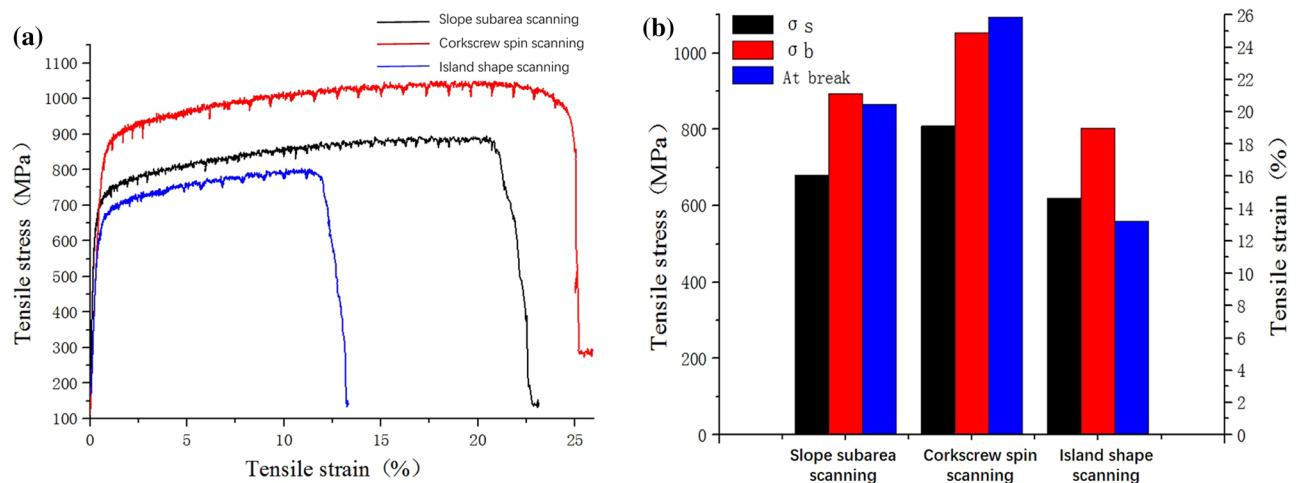 (a)
Slope subarea scanning
Corkscrew spin scanning
Island shape scanning
1100
1000
900
800
700
600
500
400
300
200
100
Tensile stress (MPa)
0 5 10 15 20 25
Tensile strain (%)
(b)
σs
σb
At break
1000
800
600
400
200
0
Tensile stress (MPa)
26
24
22
20
18
16
14
12
10
8
6
4
2
0
Tensile strain (%)
Slope subarea scanning
Corkscrew spin scanning
Island shape scanning